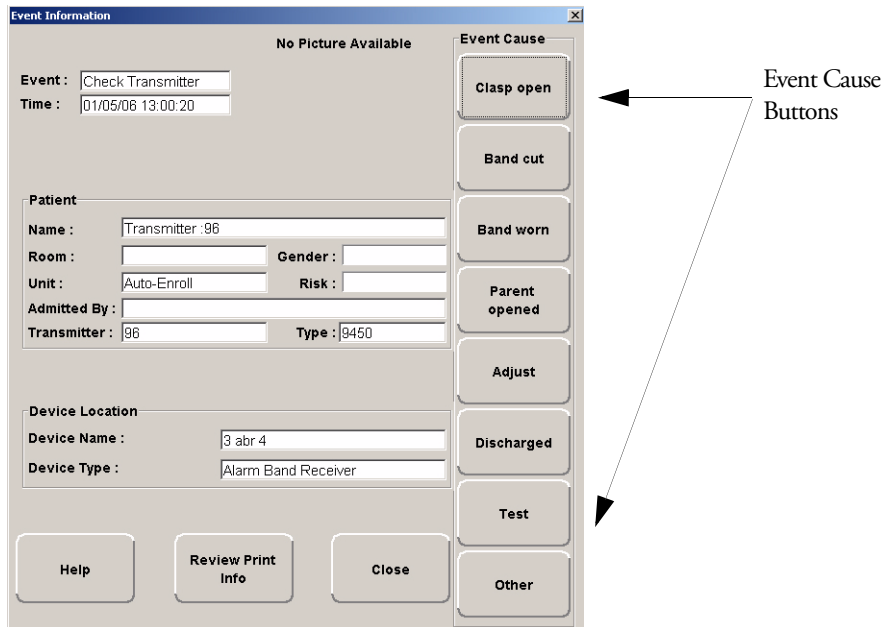 Event Information
No Picture Available
Event :
Check Transmitter
Time :
01/05/06 13:00:20
Patient
Name :
Transmitter :96
Room :
Gender :
Unit :
Auto-Enroll
Risk :
Admitted By :
Transmitter :
96
Type :
9450
Device Location
Device Name :
3 abr 4
Device Type :
Alarm Band Receiver
Help
Review Print
Info
Close
Event Cause
Clasp open
Band cut
Band worn
Parent
opened
Adjust
Discharged
Test
Other
Event Cause
Buttons